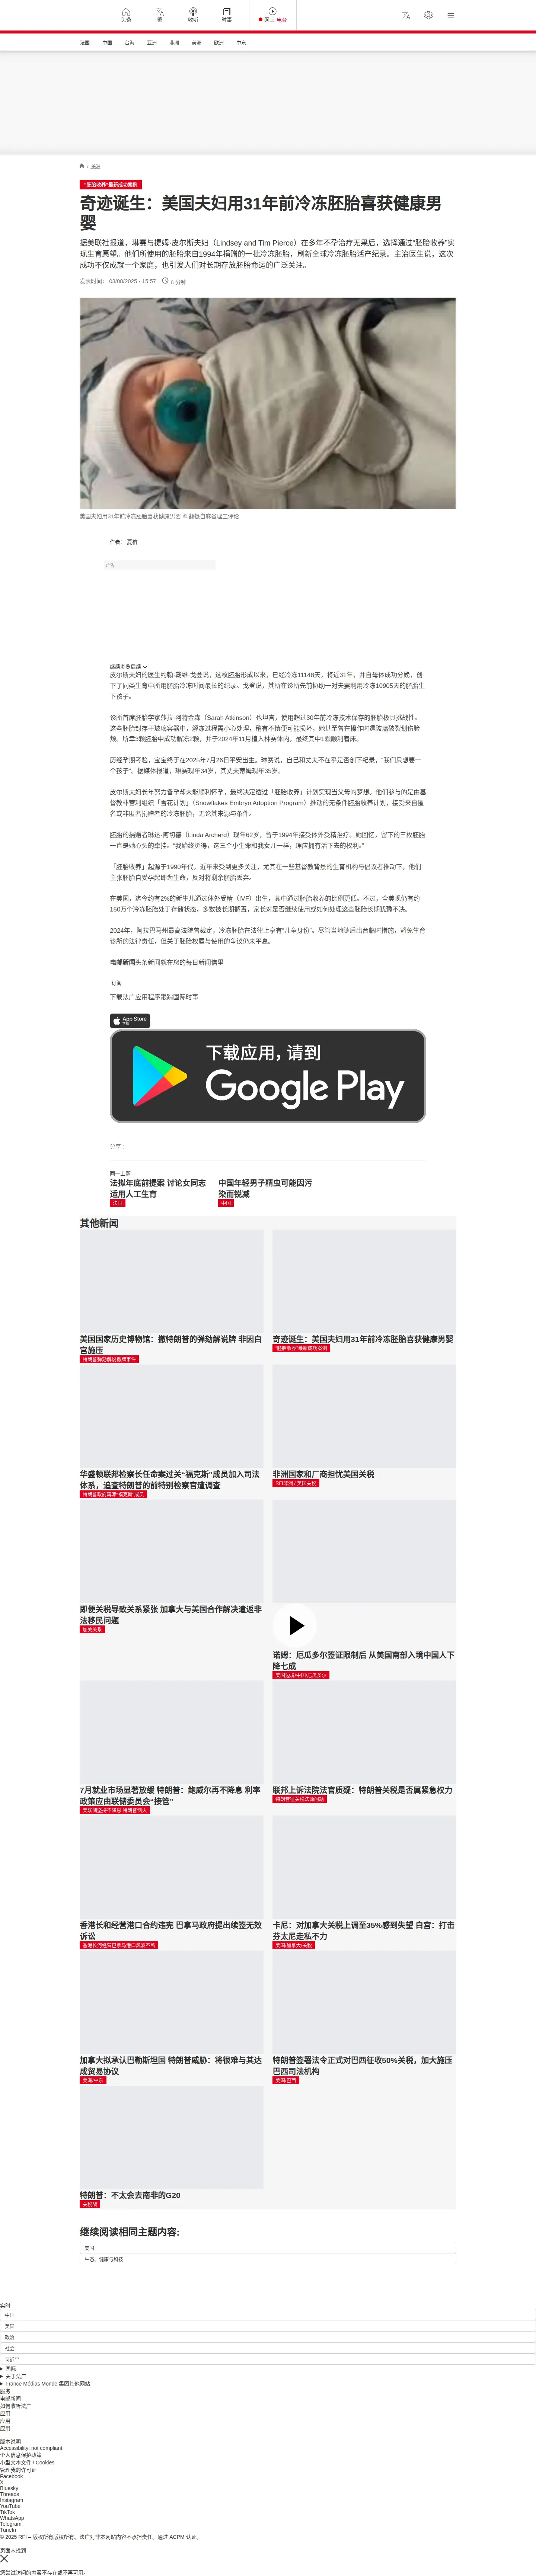 头条
繁
收听
时事
网上 电台
法国
中国
台海
亚洲
非洲
美洲
欧洲
中东
/ 美洲
“胚胎收养”最新成功案例
奇迹诞生：美国夫妇用31年前冷冻胚胎喜获健康男
婴
据美联社报道，琳赛与提姆·皮尔斯夫妇（Lindsey and Tim Pierce）在多年不孕治疗无果后，选择通过“胚胎收养”实
现生育愿望。他们所使用的胚胎来自1994年捐赠的一批冷冻胚胎，刷新全球冷冻胚胎活产纪录。主治医生说，这次
成功不仅成就一个家庭，也引发人们对长期存放胚胎命运的广泛关注。
发表时间： 03/08/2025 - 15:57
6 分钟
美国夫妇用31年前冷冻胚胎喜获健康男婴 © 翻摄自麻省理工评论
作者： 夏榕
广告
继续浏览后续
皮尔斯夫妇的医生约翰·戴维·戈登说，这枚胚胎形成以来，已经冷冻11148天，将近31年，并自母体成功分娩，创
下了同类生育中所用胚胎冷冻时间最长的纪录。戈登说，其所在诊所先前协助一对夫妻利用冷冻10905天的胚胎生
下孩子。
诊所首席胚胎学家莎拉·阿特金森（Sarah Atkinson）也坦言，使用超过30年前冷冻技术保存的胚胎极具挑战性。
这些胚胎封存于玻璃容器中，解冻过程需小心处理，稍有不慎便可能损坏，她甚至曾在操作时遭玻璃破裂划伤脸
颊。所幸3颗胚胎中成功解冻2颗，并于2024年11月植入林赛体内，最终其中1颗顺利着床。
历经孕期考验，宝宝终于在2025年7月26日平安出生。琳赛说，自己和丈夫不在乎是否创下纪录，“我们只想要一
个孩子”。据媒体报道，琳赛现年34岁，其丈夫蒂姆现年35岁。
皮尔斯夫妇长年努力备孕却未能顺利怀孕，最终决定透过「胚胎收养」计划实现当父母的梦想。他们参与的是由基
督教非营利组织「雪花计划」（Snowflakes Embryo Adoption Program）推动的无条件胚胎收养计划，接受来自匿
名或非匿名捐赠者的冷冻胚胎，无论其来源与条件。
胚胎的捐赠者琳达·阿切德（Linda Archerd）现年62岁，曾于1994年接受体外受精治疗。她回忆，留下的三枚胚胎
一直是她心头的牵挂。“我始终觉得，这三个小生命和我女儿一样，理应拥有活下去的权利。”
「胚胎收养」起源于1990年代，近年来受到更多关注，尤其在一些基督教背景的生育机构与倡议者推动下，他们
主张胚胎自受孕起即为生命，反对将剩余胚胎丢弃。
在美国，迄今约有2%的新生儿通过体外受精（IVF）出生，其中通过胚胎收养的比例更低。不过，全美现仍有约
150万个冷冻胚胎处于存储状态，多数被长期搁置，家长对是否继续使用或如何处理这些胚胎长期犹豫不决。
2024年，阿拉巴马州最高法院曾裁定，冷冻胚胎在法律上享有“儿童身份”。尽管当地随后出台临时措施，豁免生育
诊所的法律责任，但关于胚胎权属与使用的争议仍未平息。
电邮新闻头条新闻就在您的每日新闻信里
订阅
下载法广应用程序跟踪国际时事
App Store
下载应用，请到
Google Play
分享 :
同一主题
法拟年底前提案 讨论女同志
适用人工生育
法国
中国年轻男子精虫可能因污
染而锐减
中国
其他新闻
美国国家历史博物馆：撤特朗普的弹劾解说牌 非因白
宫施压
特朗普弹劾解说牌牌事件
奇迹诞生：美国夫妇用31年前冷冻胚胎喜获健康男婴
“胚胎收养”最新成功案例
华盛顿联邦检察长任命案过关“福克斯”成员加入司法
体系，追查特朗普的前特别检察官遭调查
特朗普政府再添“福克斯”成员
非洲国家和厂商担忧美国关税
RFI非洲 / 美国关税
即便关税导致关系紧张 加拿大与美国合作解决遣返非
法移民问题
加美关系
诺姆：厄瓜多尔签证限制后 从美国南部入境中国人下
降七成
美国边境/中国/厄瓜多尔
7月就业市场显著放缓 特朗普：鲍威尔再不降息 利率
政策应由联储委员会“接管”
美联储坚持不降息 特朗普恼火
联邦上诉法院法官质疑：特朗普关税是否属紧急权力
特朗普征关税法源问题
香港长和经营港口合约违宪 巴拿马政府提出续签无效
诉讼
香港长河经营巴拿马港口风波不断
卡尼：对加拿大关税上调至35%感到失望 白宫：打击
芬太尼走私不力
美国/加拿大/关税
加拿大拟承认巴勒斯坦国 特朗普威胁：将很难与其达
成贸易协议
美洲/中东
特朗普签署法令正式对巴西征收50%关税，加大施压
巴西司法机构
美国/巴西
特朗普：不太会去南非的G20
关税战
继续阅读相同主题内容:
美国
生态、健康与科技
实时
中国
美国
政治
社会
习近平
国际
关于法广
France Médias Monde 集团其他网站
服务
电邮新闻
如何收听法广
应用
应用
应用
版本说明
Accessibility: not compliant
个人信息保护政策
小型文本文件 / Cookies
管理我的许可证
Facebook
X
Bluesky
Threads
Instagram
YouTube
TikTok
WhatsApp
Telegram
TuneIn
© 2025 RFI – 版权所有版权所有。法广对非本网站内容不承担责任。通过 ACPM 认证。
页面未找到
您尝试访问的内容不存在或不再可用。